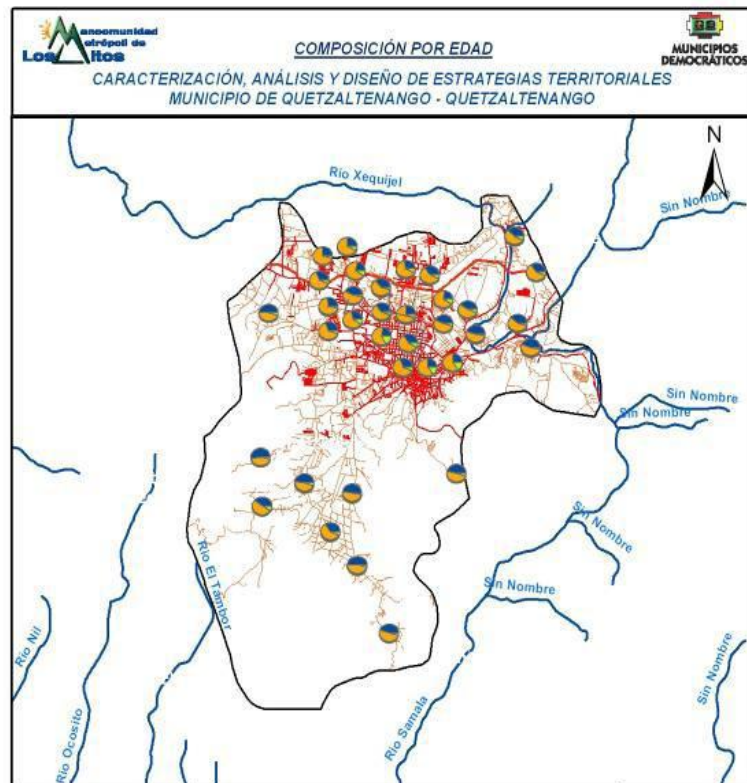 Mancomunidad
Metrópoli de
Los Altos
COMPOSICIÓN POR EDAD
MUNICIPIOS
DEMOCRÁTICOS
CARACTERIZACIÓN, ANÁLISIS Y DISEÑO DE ESTRATEGIAS TERRITORIALES
MUNICIPIO DE QUETZALTENANGO - QUETZALTENANGO
N
Río Xequijel
Sin Nombre
Sin Nombre
Sin Nombre
Sin Nombre
Sin Nombre
Río El Tambor
Río Nil
Río Ocosito
Río Samala
Sin Nombre